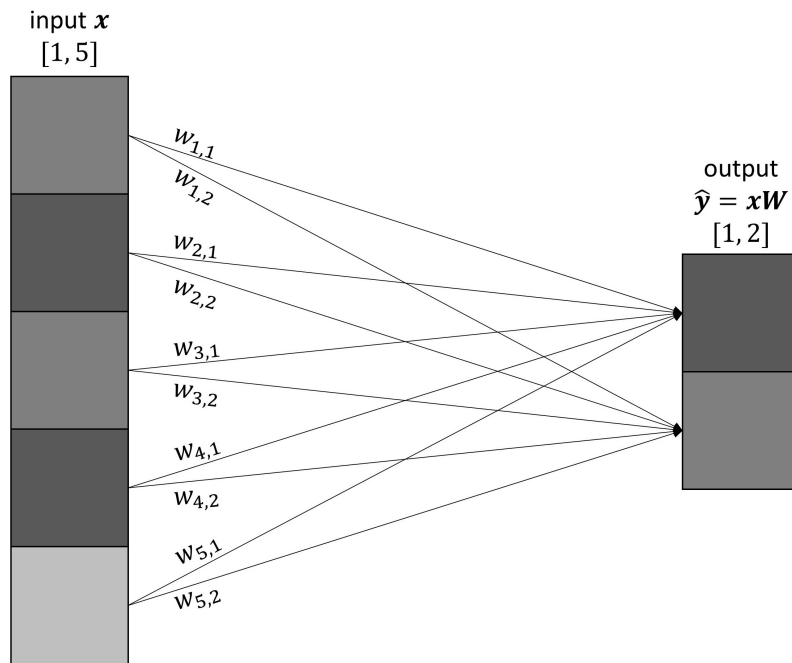 input x
[1, 5]
w1,1
w1,2
w2,1
w2,2
w3,1
w3,2
w4,1
w4,2
w5,1
w5,2
output
ŷ = xW
[1, 2]